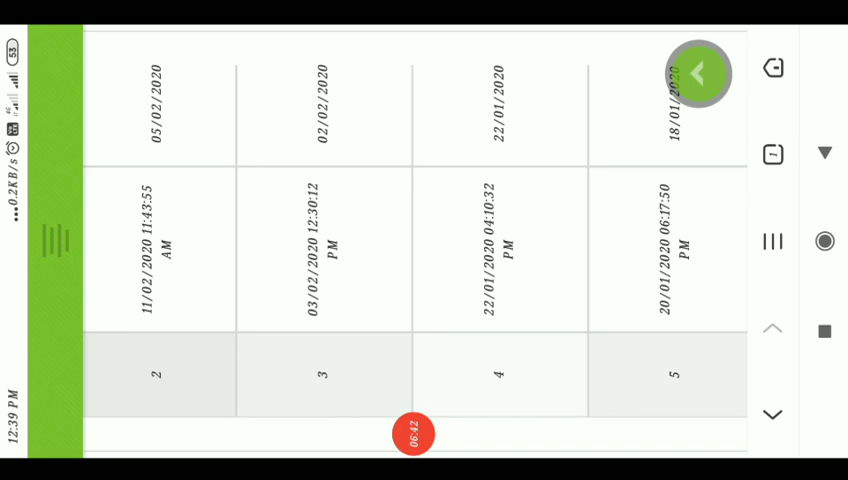 12:39 PM
...0.2KB/s
4G
53
2
11/02/2020 11:43:55
AM
05/02/2020
3
03/02/2020 12:30:12
PM
02/02/2020
4
22/01/2020 04:10:32
PM
22/01/2020
5
20/01/2020 06:17:50
PM
18/01/2020
1
06:42